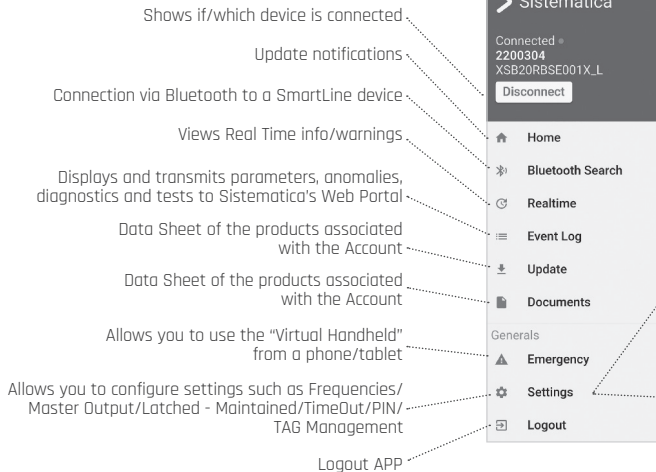 Shows if/which device is connected
Update notifications
Connection via Bluetooth to a SmartLine device
Views Real Time info/warnings
Displays and transmits parameters, anomalies,
diagnostics and tests to Sistematica's Web Portal
Data Sheet of the products associated
with the Account
Data Sheet of the products associated
with the Account
Allows you to use the “Virtual Handheld”
from a phone/tablet
Allows you to configure settings such as Frequencies/
Master Output/Latched - Maintained/TimeOut/PIN/
TAG Management
Logout APP
Sistematica
Connected
2200304
XSB20RBSE001X_L
Disconnect
Home
Bluetooth Search
Realtime
Event Log
Update
Documents
Generals
Emergency
Settings
Logout